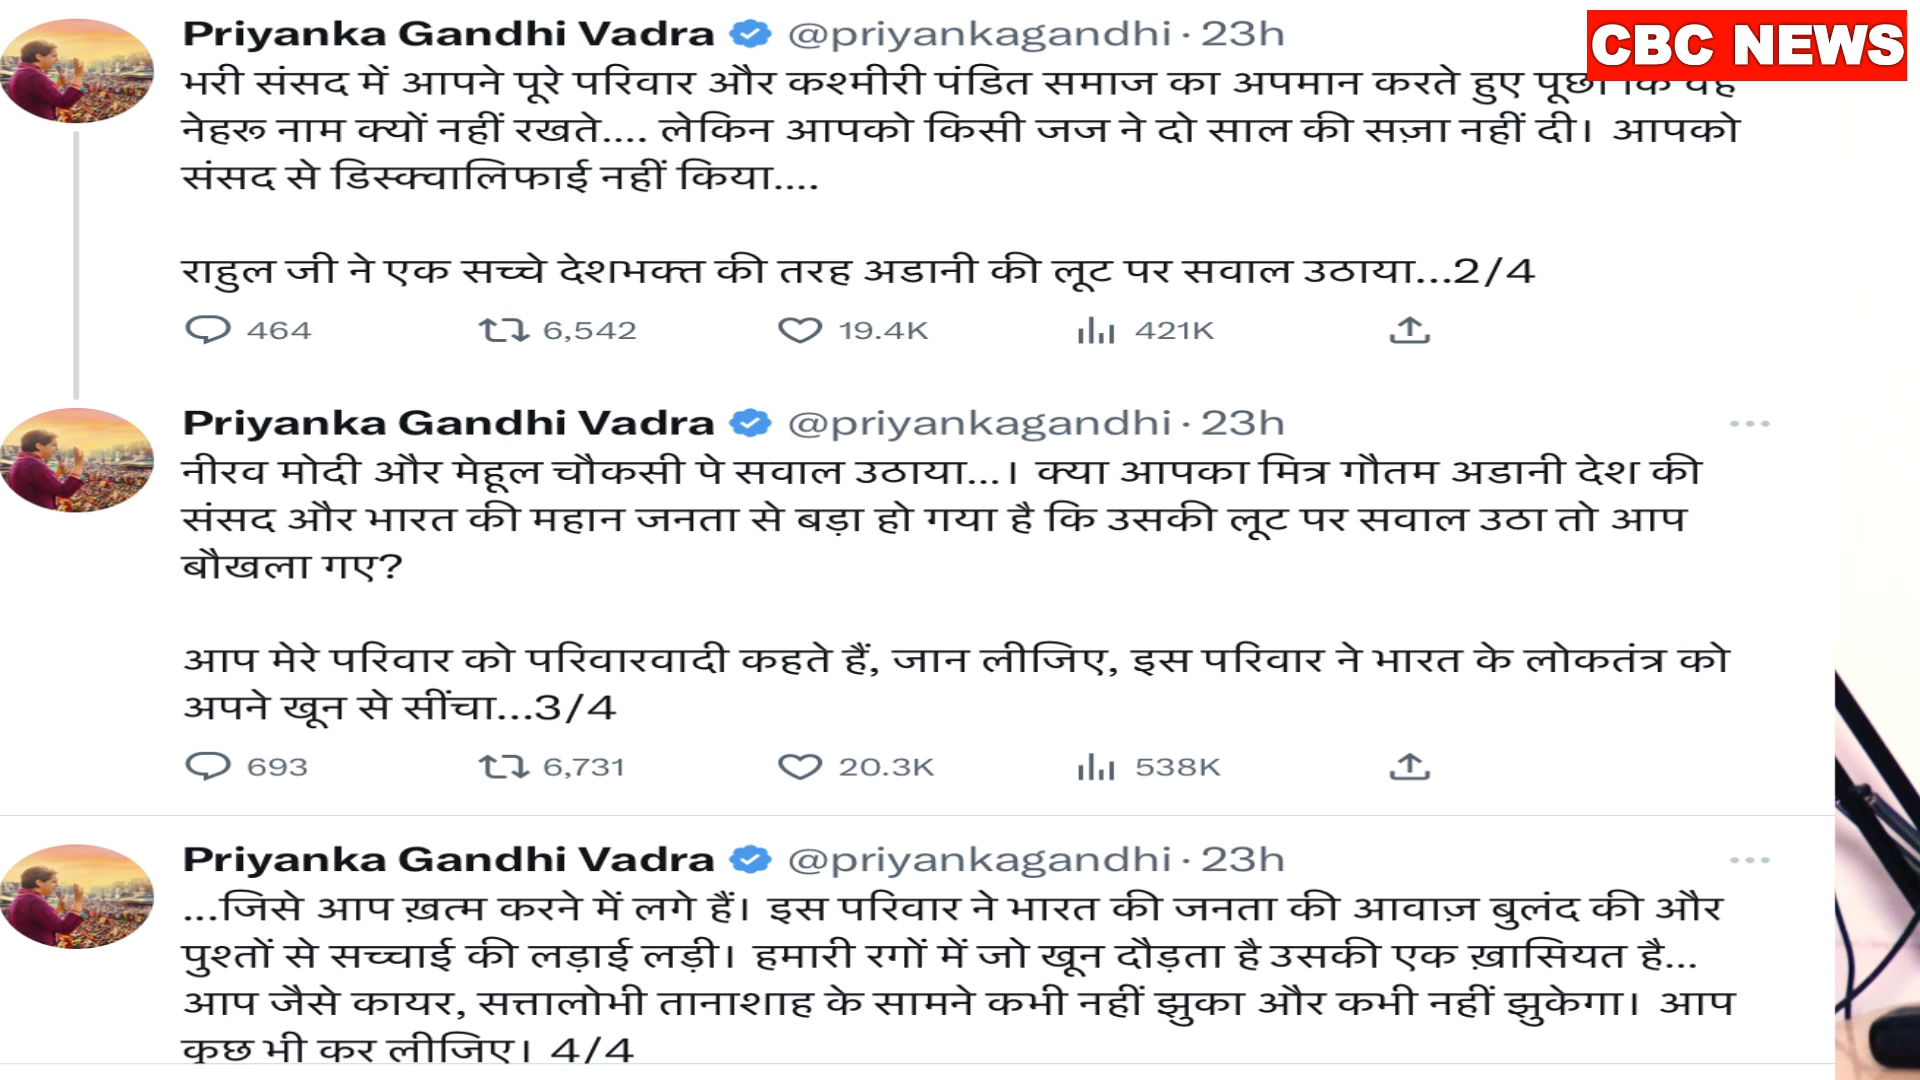 Priyanka Gandhi Vadra @priyankagandhi · 23h
CBC NEWS
भरी संसद में आपने पूरे परिवार और कश्मीरी पंडित समाज का अपमान करते हुए पूछा कि वह
नेहरू नाम क्यों नहीं रखते.... लेकिन आपको किसी जज ने दो साल की सज़ा नहीं दी। आपको
संसद से डिस्क्वालिफाई नहीं किया....
राहुल जी ने एक सच्चे देशभक्त की तरह अडानी की लूट पर सवाल उठाया...2/4
464 6,542 19.4K 421K
Priyanka Gandhi Vadra @priyankagandhi · 23h
नीरव मोदी और मेहूल चौकसी पे सवाल उठाया...। क्या आपका मित्र गौतम अडानी देश की
संसद और भारत की महान जनता से बड़ा हो गया है कि उसकी लूट पर सवाल उठा तो आप
बौखला गए?
आप मेरे परिवार को परिवारवादी कहते हैं, जान लीजिए, इस परिवार ने भारत के लोकतंत्र को
अपने खून से सींचा...3/4
693 6,731 20.3K 538K
Priyanka Gandhi Vadra @priyankagandhi · 23h
...जिसे आप ख़त्म करने में लगे हैं। इस परिवार ने भारत की जनता की आवाज़ बुलंद की और
पुश्तों से सच्चाई की लड़ाई लड़ी। हमारी रगों में जो खून दौड़ता है उसकी एक ख़ासियत है...
आप जैसे कायर, सत्तालोभी तानाशाह के सामने कभी नहीं झुका और कभी नहीं झुकेगा। आप
कुछ भी कर लीजिए। 4/4